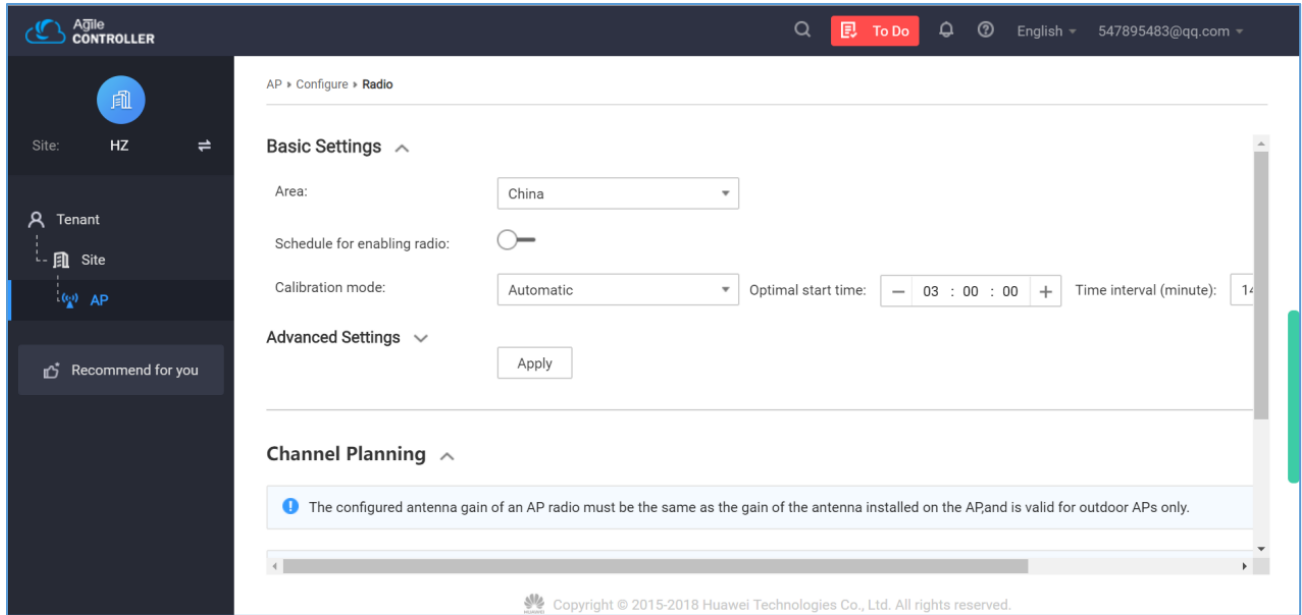 Agile
CONTROLLER
To Do
English
547895483@qq.com
Site: HZ
Tenant
Site
AP
Recommend for you
AP ▸ Configure ▸ Radio
Basic Settings
Area: China
Schedule for enabling radio:
Calibration mode: Automatic Optimal start time: — 03 : 00 : 00 + Time interval (minute):
Advanced Settings
Apply
Channel Planning
The configured antenna gain of an AP radio must be the same as the gain of the antenna installed on the AP,and is valid for outdoor APs only.
HUAWEI Copyright © 2015-2018 Huawei Technologies Co., Ltd. All rights reserved.